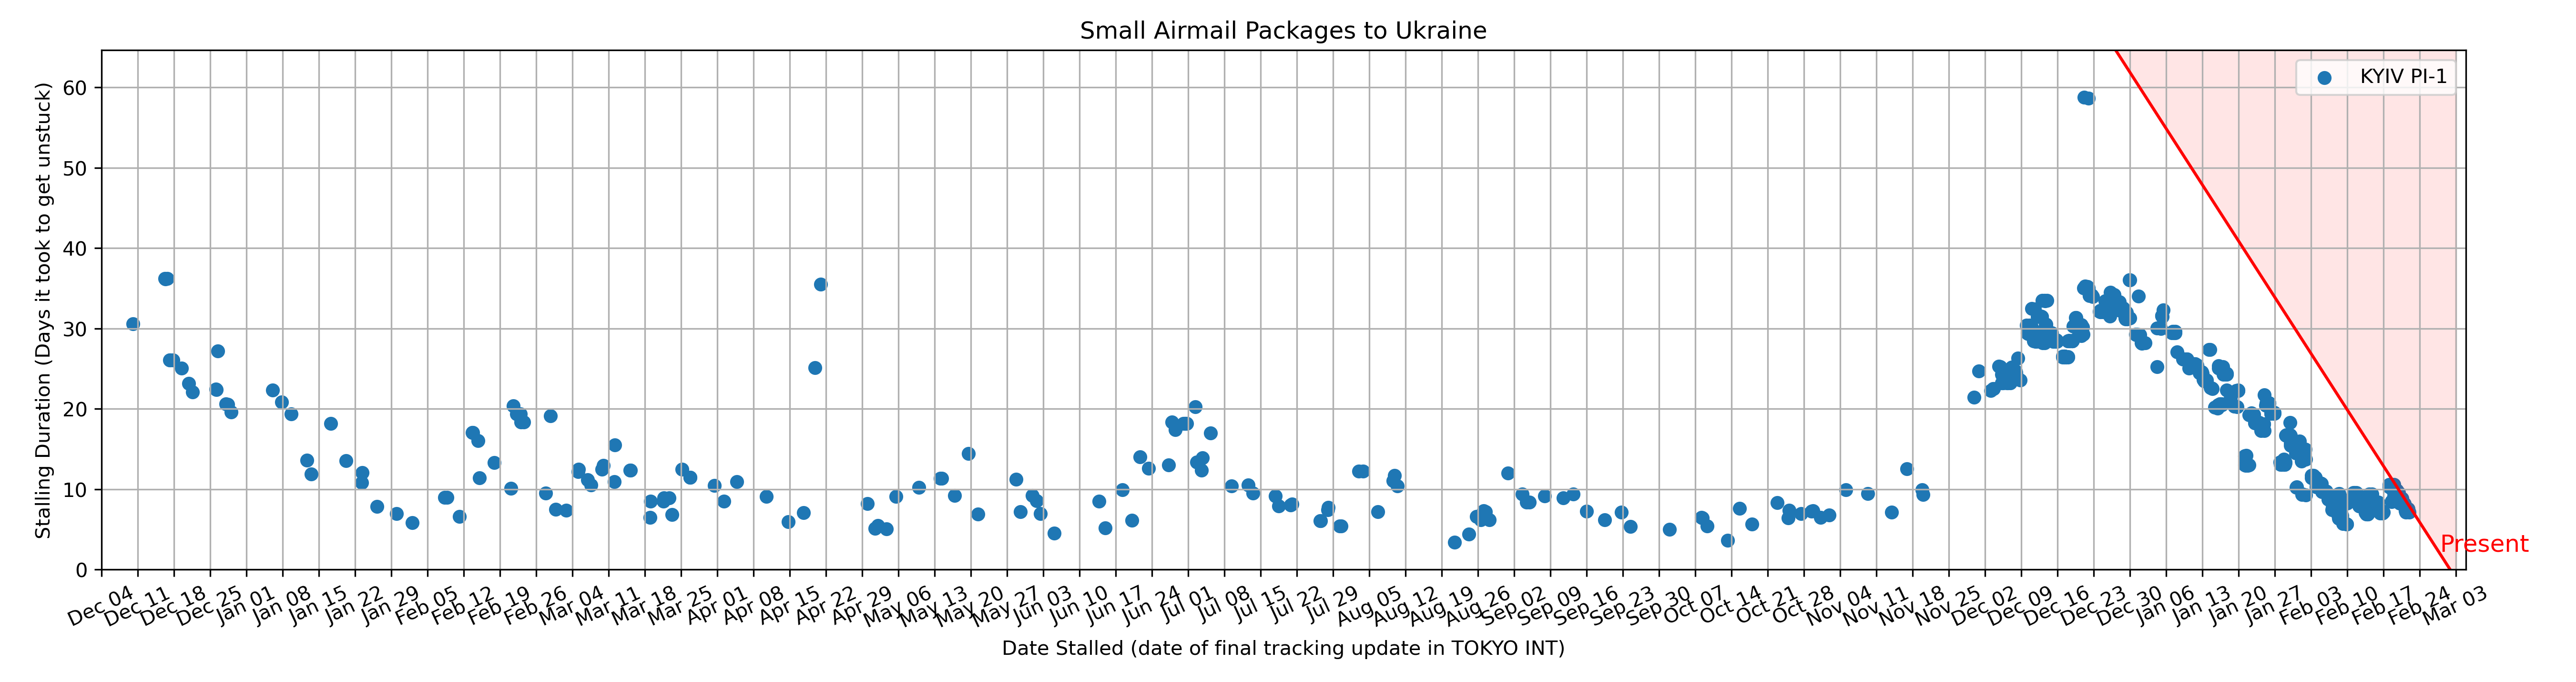 Small Airmail Packages to Ukraine
KYIV PI-1
Stalling Duration (Days it took to get unstuck)
60
50
40
30
20
10
0
Present
Dec 04
Dec 11
Dec 18
Dec 25
Jan 01
Jan 08
Jan 15
Jan 22
Jan 29
Feb 05
Feb 12
Feb 19
Feb 26
Mar 04
Mar 11
Mar 18
Mar 25
Apr 01
Apr 08
Apr 15
Apr 22
Apr 29
May 06
May 13
May 20
May 27
Jun 03
Jun 10
Jun 17
Jun 24
Jul 01
Jul 08
Jul 15
Jul 22
Jul 29
Aug 05
Aug 12
Aug 19
Aug 26
Sep 02
Sep 09
Sep 16
Sep 23
Sep 30
Oct 07
Oct 14
Oct 21
Oct 28
Nov 04
Nov 11
Nov 18
Nov 25
Dec 02
Dec 09
Dec 16
Dec 23
Dec 30
Jan 06
Jan 13
Jan 20
Jan 27
Feb 03
Feb 10
Feb 17
Feb 24
Mar 03
Date Stalled (date of final tracking update in TOKYO INT)